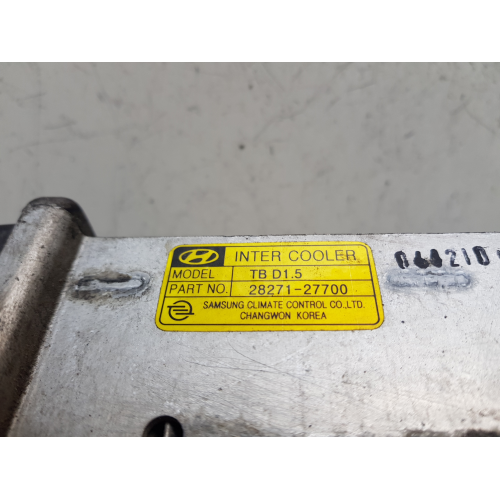 INTER COOLER
MODEL TB D1.5
PART NO. 28271-27700
SAMSUNG CLIMATE CONTROL CO.,LTD.
CHANGWON KOREA